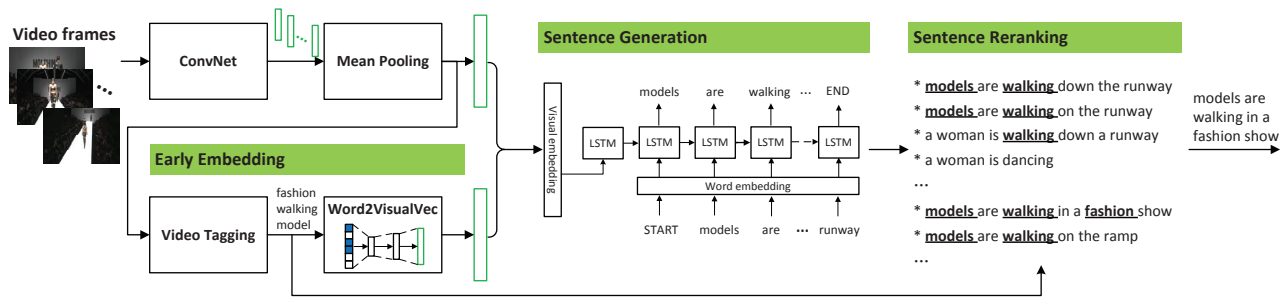 Video frames
ConvNet
Mean Pooling
Early Embedding
Video Tagging
fashion
walking
model
Word2VisualVec
Sentence Generation
Visual embedding
models are walking ... END
LSTM LSTM LSTM LSTM LSTM
Word embedding
START models are ... runway
Sentence Reranking
* models are walking down the runway
* models are walking on the runway
* a woman is walking down a runway
* a woman is dancing
...
* models are walking in a fashion show
* models are walking on the ramp
...
models are
walking in a
fashion show